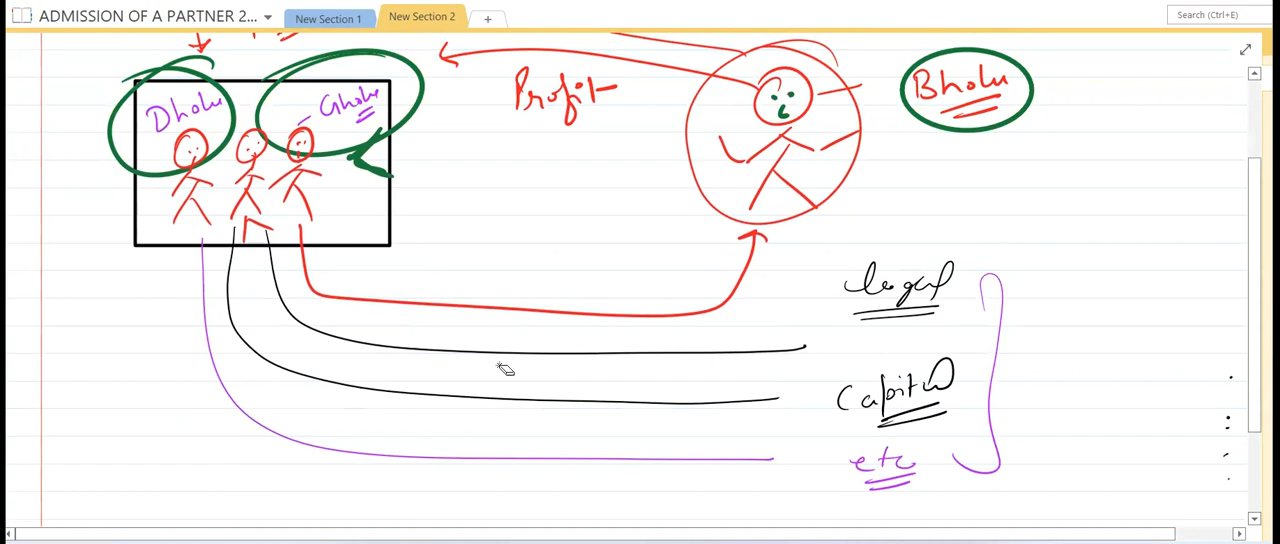 ADMISSION OF A PARTNER 2...
New Section 1
New Section 2
+
Search (Ctrl+E)
Dholu
Gholu
Profit
Bholu
legal
Capital
etc